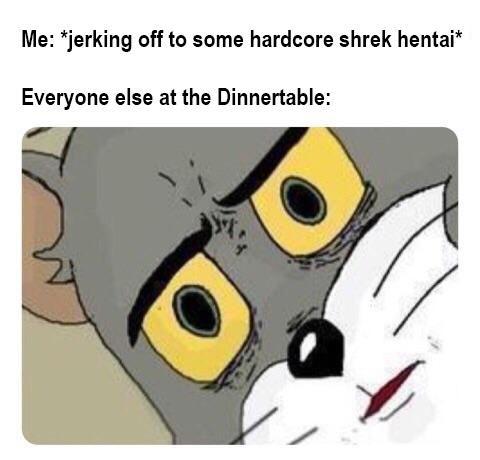 Me: *jerking off to some hardcore shrek hentai*
Everyone else at the Dinnertable: